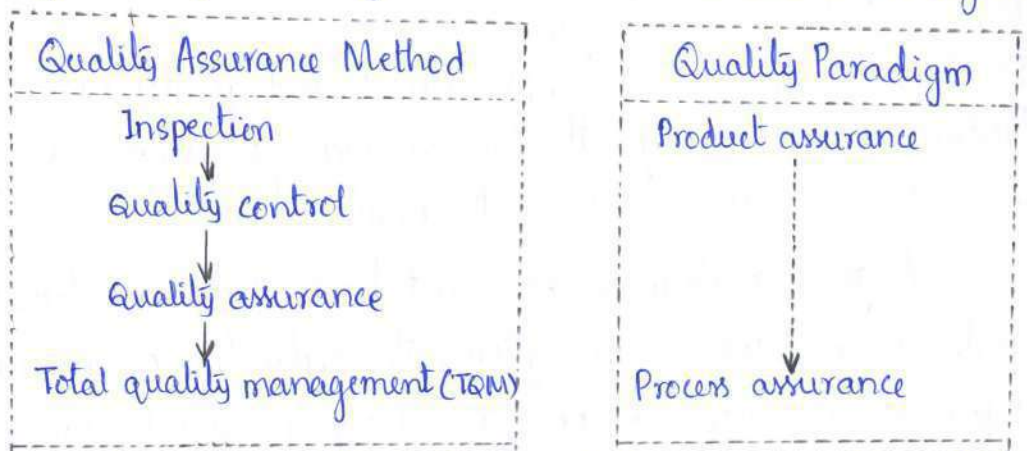 Quality Assurance Method
Inspection
Quality control
Quality assurance
Total quality management (TQM)
Quality Paradigm
Product assurance
Process assurance